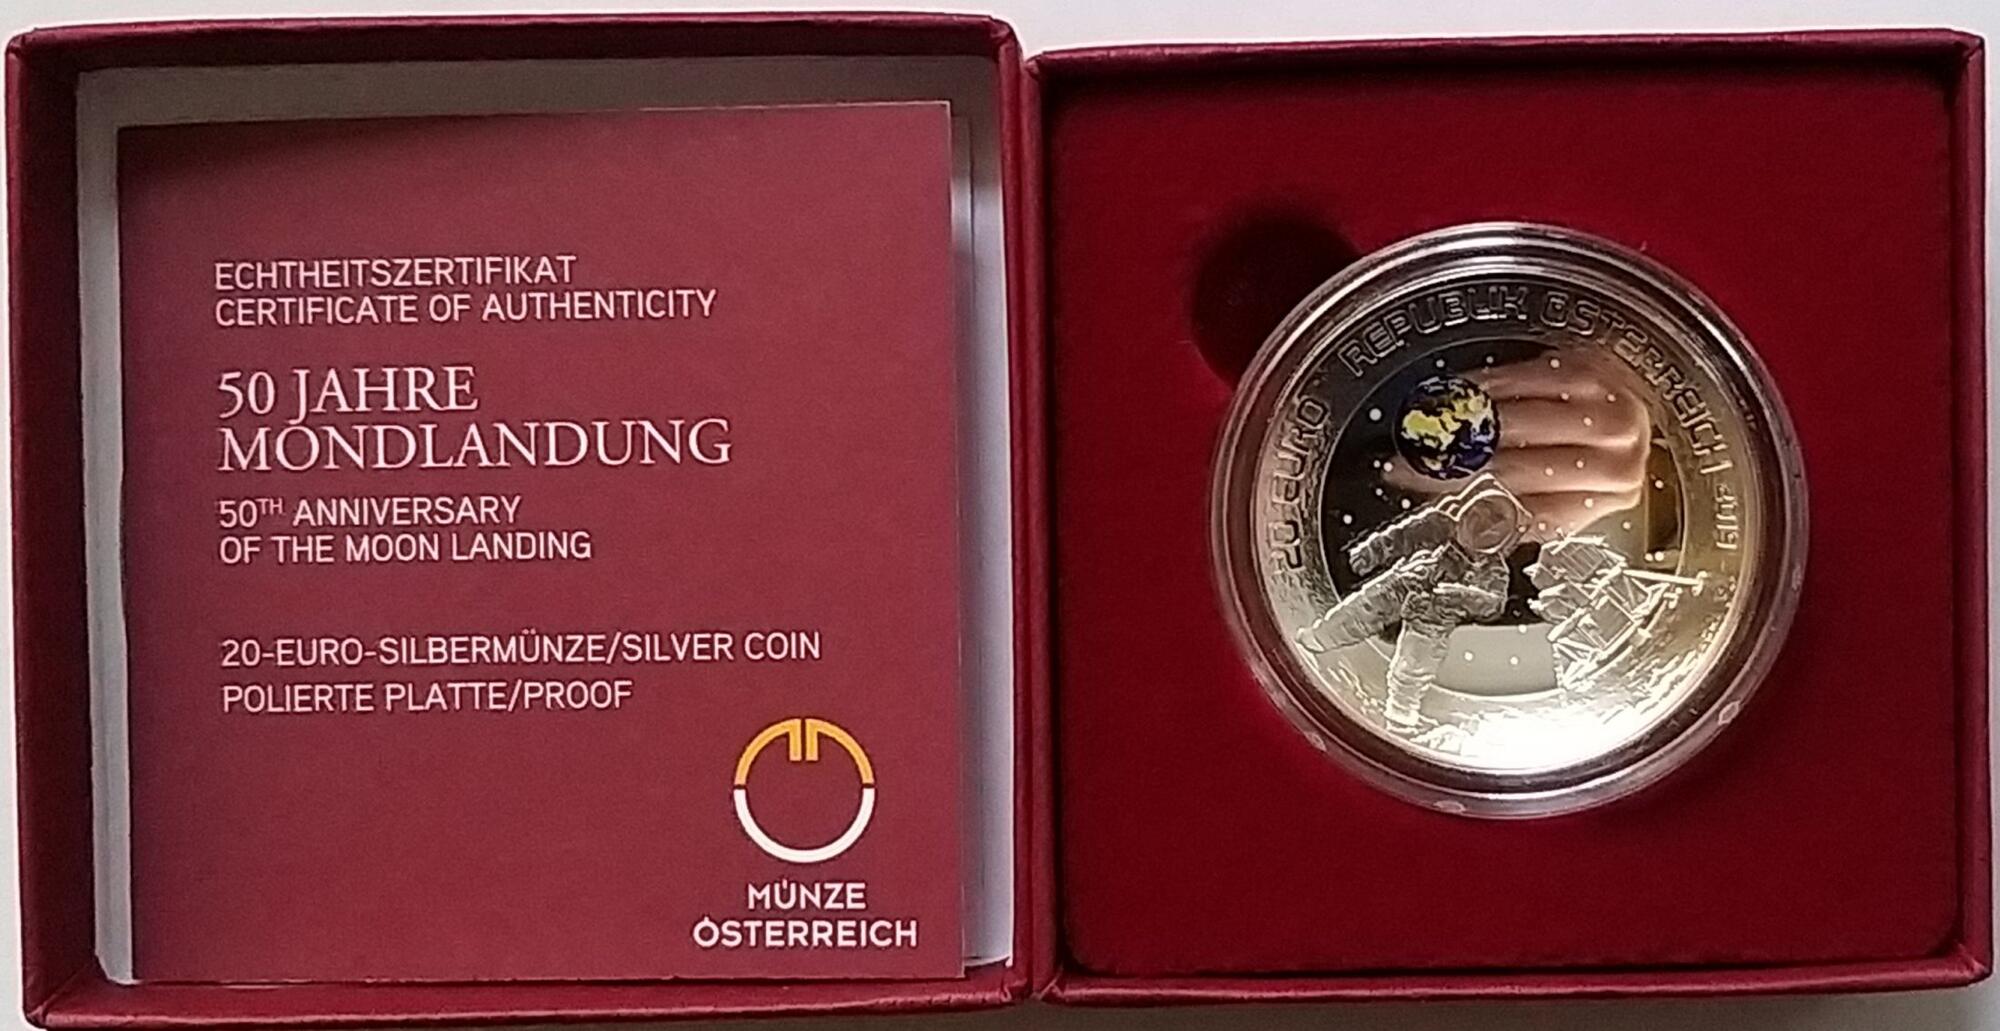 ECHTHEITSZERTIFIKAT
CERTIFICATE OF AUTHENTICITY
50 JAHRE
MONDLANDUNG
50TH ANNIVERSARY
OF THE MOON LANDING
20-EURO-SILBERMÜNZE/SILVER COIN
POLIERTE PLATTE/PROOF
MÜNZE
ÖSTERREICH
20 EURO REPUBLIK ÖSTERREICH 2019